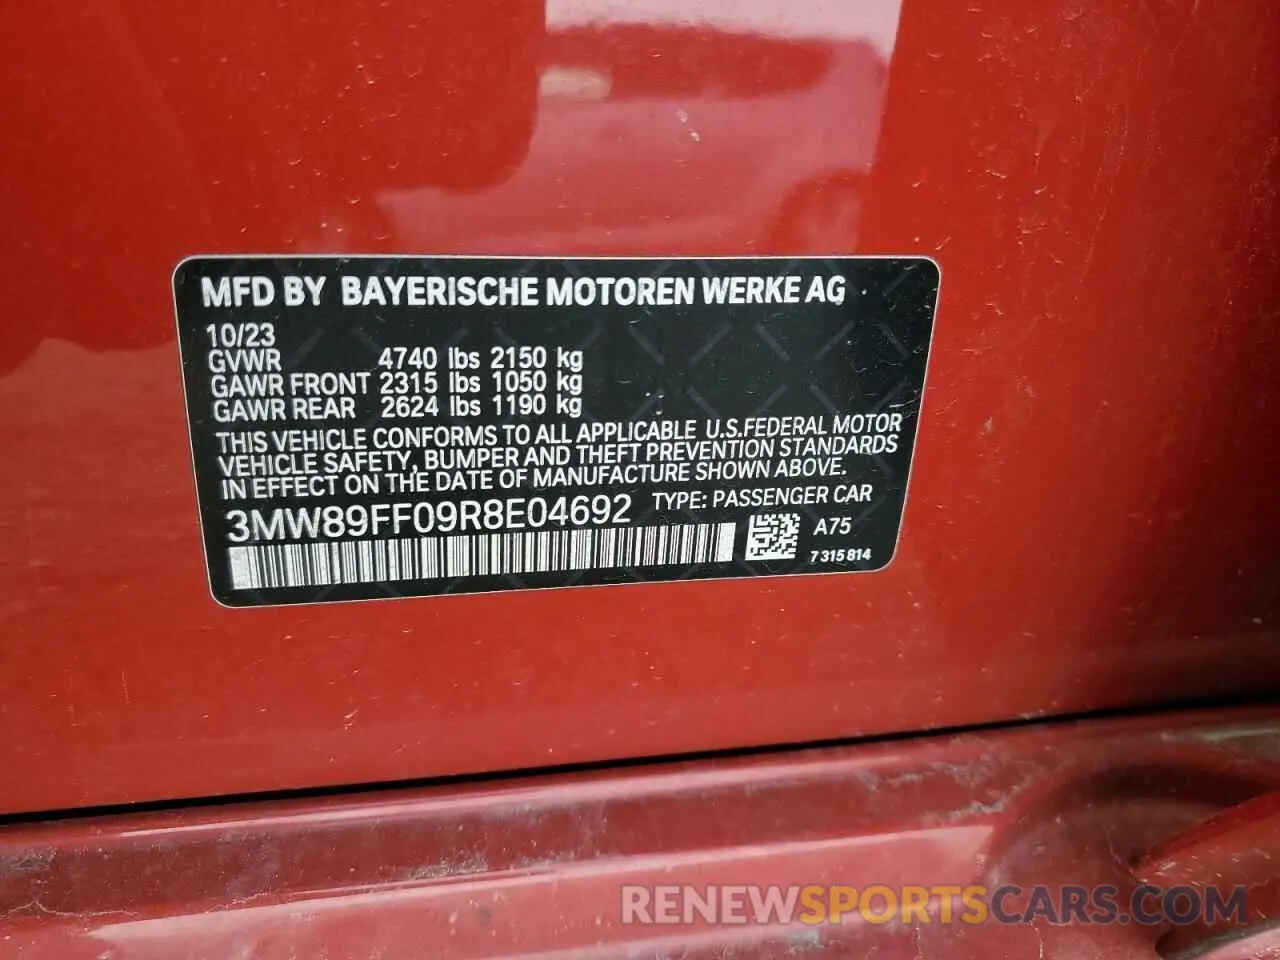 MFD BY BAYERISCHE MOTOREN WERKE AG
10/23
GVWR 4740 lbs 2150 kg
GAWR FRONT 2315 lbs 1050 kg
GAWR REAR 2624 lbs 1190 kg
THIS VEHICLE CONFORMS TO ALL APPLICABLE U.S.FEDERAL MOTOR
VEHICLE SAFETY, BUMPER AND THEFT PREVENTION STANDARDS
IN EFFECT ON THE DATE OF MANUFACTURE SHOWN ABOVE.
3MW89FF09R8E04692 TYPE: PASSENGER CAR
A75
7 315 814
RENEWSPORTSCARS.COM